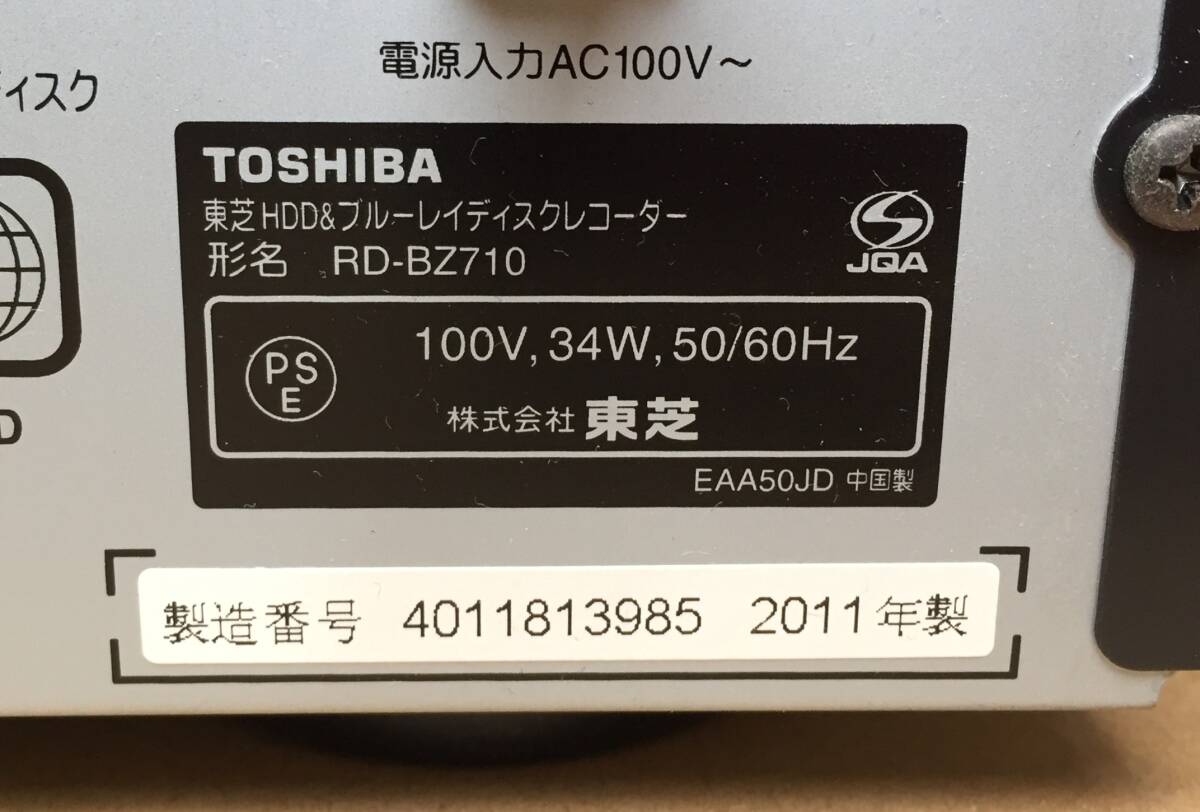 電源入力AC100V～
ィスク
TOSHIBA
東芝HDD&ブルーレイディスクレコーダー
形名 RD-BZ710
JQA
PS
E
100V, 34W, 50/60Hz
株式会社 東芝
D
EAA50JD 中国製
製造番号 4011813985 2011年製